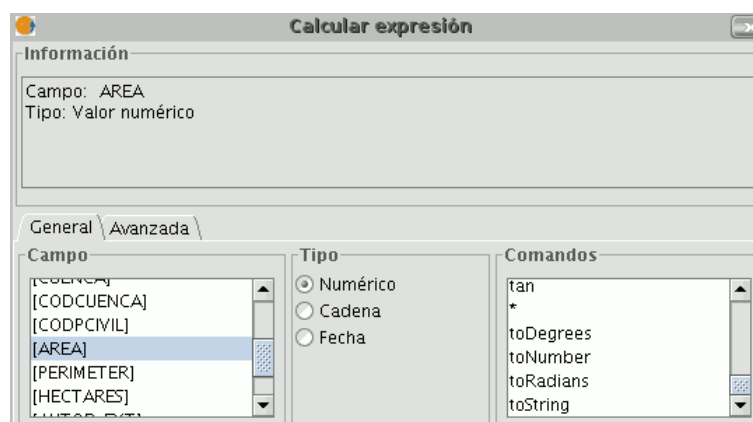 Calcular expresión
Información
Campo: AREA
Tipo: Valor numérico
General
Avanzada
Campo
[CUENCA]
[CODCUENCA]
[CODPCIVIL]
[AREA]
[PERIMETER]
[HECTARES]
Tipo
Numérico
Cadena
Fecha
Comandos
tan
*
toDegrees
toNumber
toRadians
toString